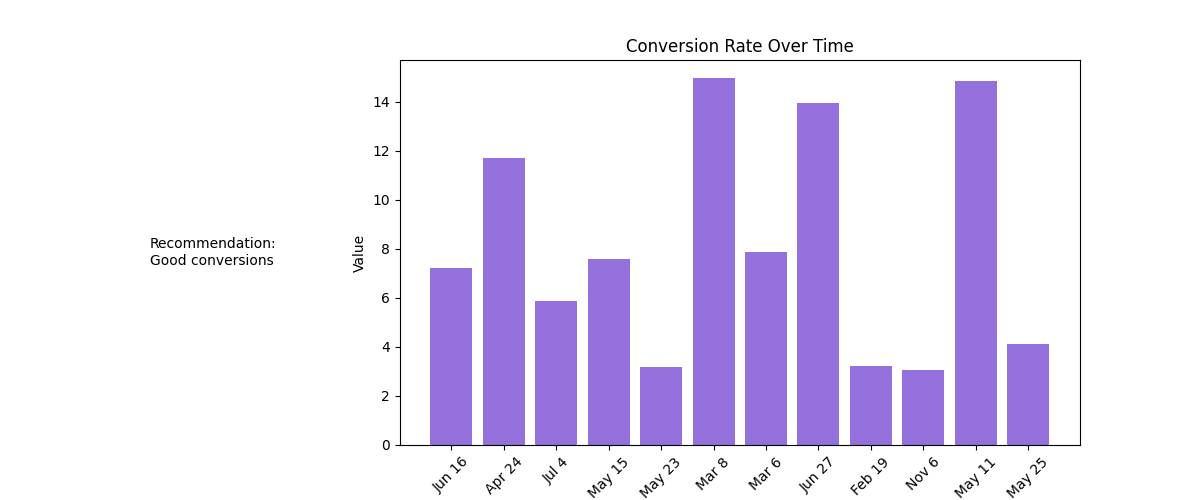 Conversion Rate Over Time
Recommendation:
Good conversions
Value
14
12
10
8
6
4
2
0
Jun 16
Apr 24
Jul 4
May 15
May 23
Mar 8
Mar 6
Jun 27
Feb 19
Nov 6
May 11
May 25